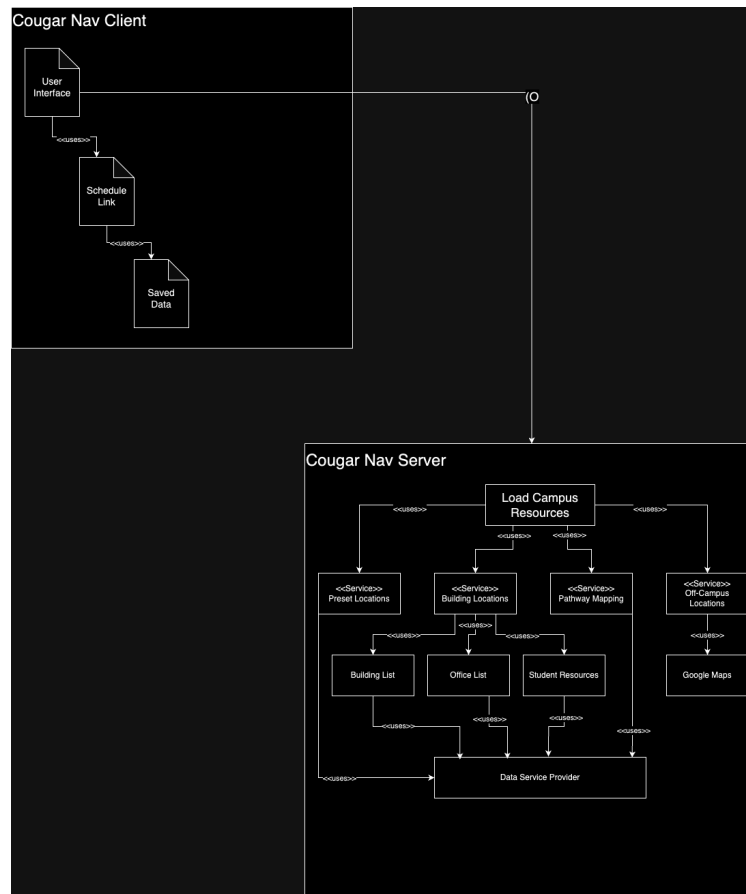 Cougar Nav Client
User
Interface
(O
<<uses>>
Schedule
Link
<<uses>>
Saved
Data
Cougar Nav Server
Load Campus
Resources
<<uses>>
<<uses>>
<<uses>>
<<uses>>
<<Service>>
Preset Locations
<<Service>>
Building Locations
<<Service>>
Pathway Mapping
<<Service>>
Off-Campus
Locations
<<uses>>
<<uses>>
<<uses>>
<<uses>>
Building List
Office List
Student Resources
Google Maps
<<uses>>
<<uses>>
<<uses>>
<<uses>>
<<uses>>
Data Service Provider